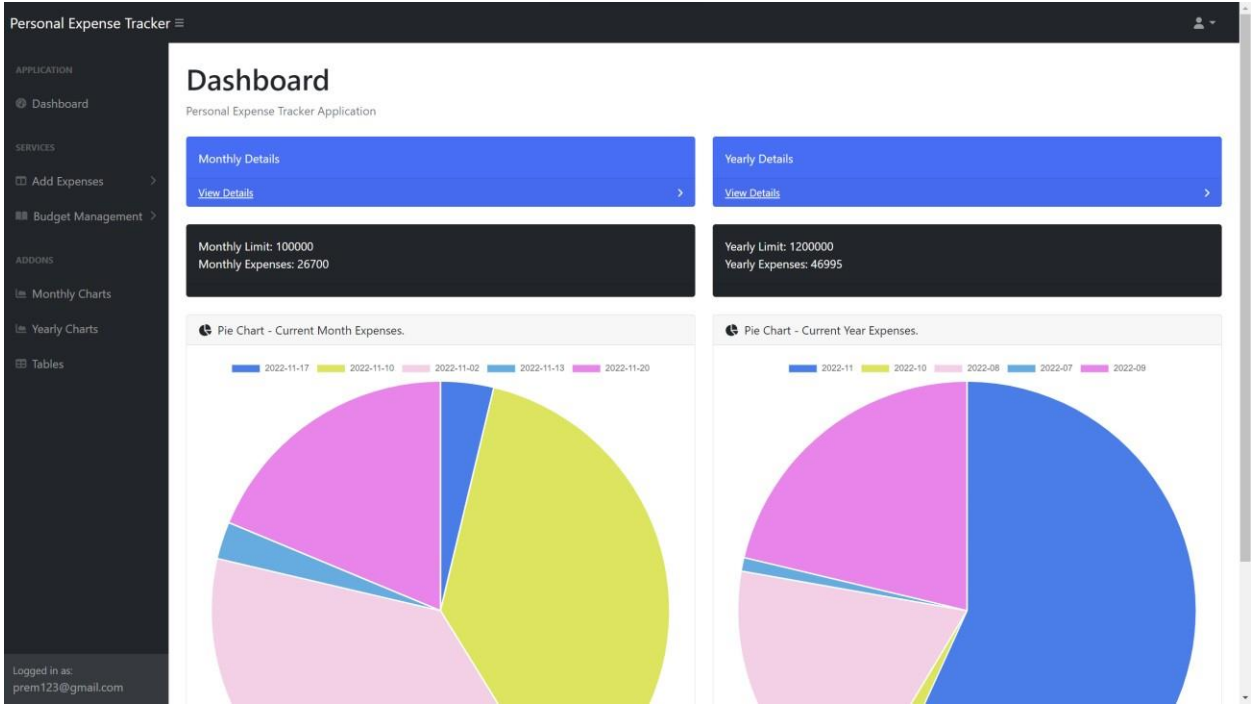 Personal Expense Tracker
APPLICATION
Dashboard
SERVICES
Add Expenses
Budget Management
ADDONS
Monthly Charts
Yearly Charts
Tables
Logged in as:
prem123@gmail.com
Dashboard
Personal Expense Tracker Application
Monthly Details
View Details
Yearly Details
View Details
Monthly Limit: 100000
Monthly Expenses: 26700
Yearly Limit: 1200000
Yearly Expenses: 46995
Pie Chart - Current Month Expenses.
2022-11-17 2022-11-10 2022-11-02 2022-11-13 2022-11-20
Pie Chart - Current Year Expenses.
2022-11 2022-10 2022-08 2022-07 2022-09